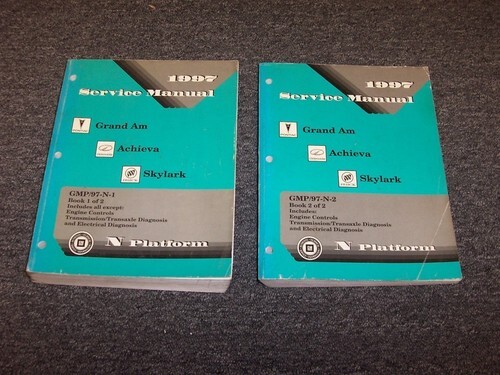 1997
Service Manual
Grand Am
Achieva
Skylark
GMP/97-N-1
Book 1 of 2
Includes all except:
Engine Controls
Transmission/Transaxle Diagnosis
and Electrical Diagnosis
N Platform
1997
Service Manual
Grand Am
Achieva
Skylark
GMP/97-N-2
Book 2 of 2
Includes:
Engine Controls
Transmission/Transaxle Diagnosis
and Electrical Diagnosis
N Platform